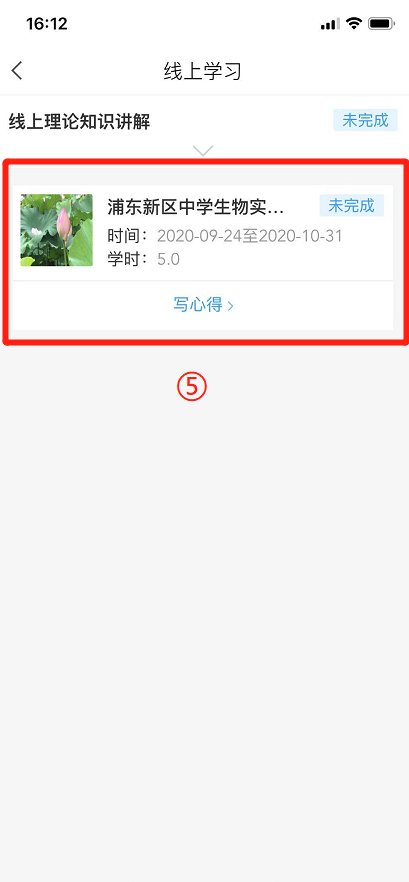 16:12
线上学习
线上理论知识讲解 未完成
浦东新区中学生物实... 未完成
时间：2020-09-24至2020-10-31
学时：5.0
写心得 >
⑤